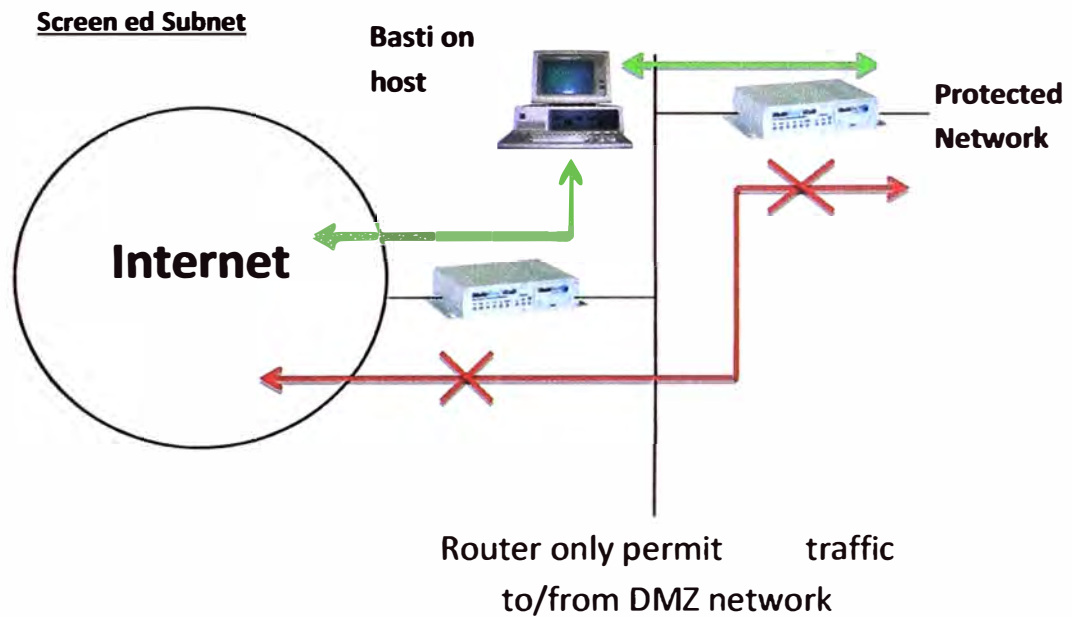 Screen ed Subnet
Basti on
host
Protected
Network
Internet
Router only permit traffic
to/from DMZ network